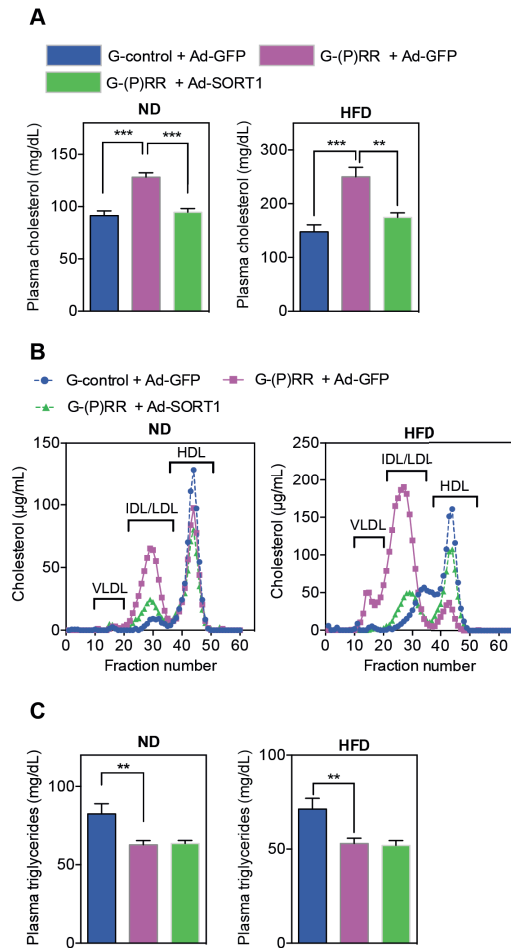 A
G-control + Ad-GFP
G-(P)RR + Ad-GFP
G-(P)RR + Ad-SORT1
ND
HFD
Plasma cholesterol (mg/dL)
150
100
50
0
*** ***
Plasma cholesterol (mg/dL)
300
200
100
0
*** **
B
G-control + Ad-GFP
G-(P)RR + Ad-GFP
G-(P)RR + Ad-SORT1
ND
HFD
Cholesterol (µg/mL)
150
100
50
0
HDL
IDL/LDL
VLDL
0 10 20 30 40 50 60
Fraction number
Cholesterol (µg/mL)
250
200
150
100
50
0
IDL/LDL
HDL
VLDL
0 10 20 30 40 50 60
Fraction number
C
ND
HFD
Plasma triglycerides (mg/dL)
100
50
0
**
Plasma triglycerides (mg/dL)
100
50
0
**